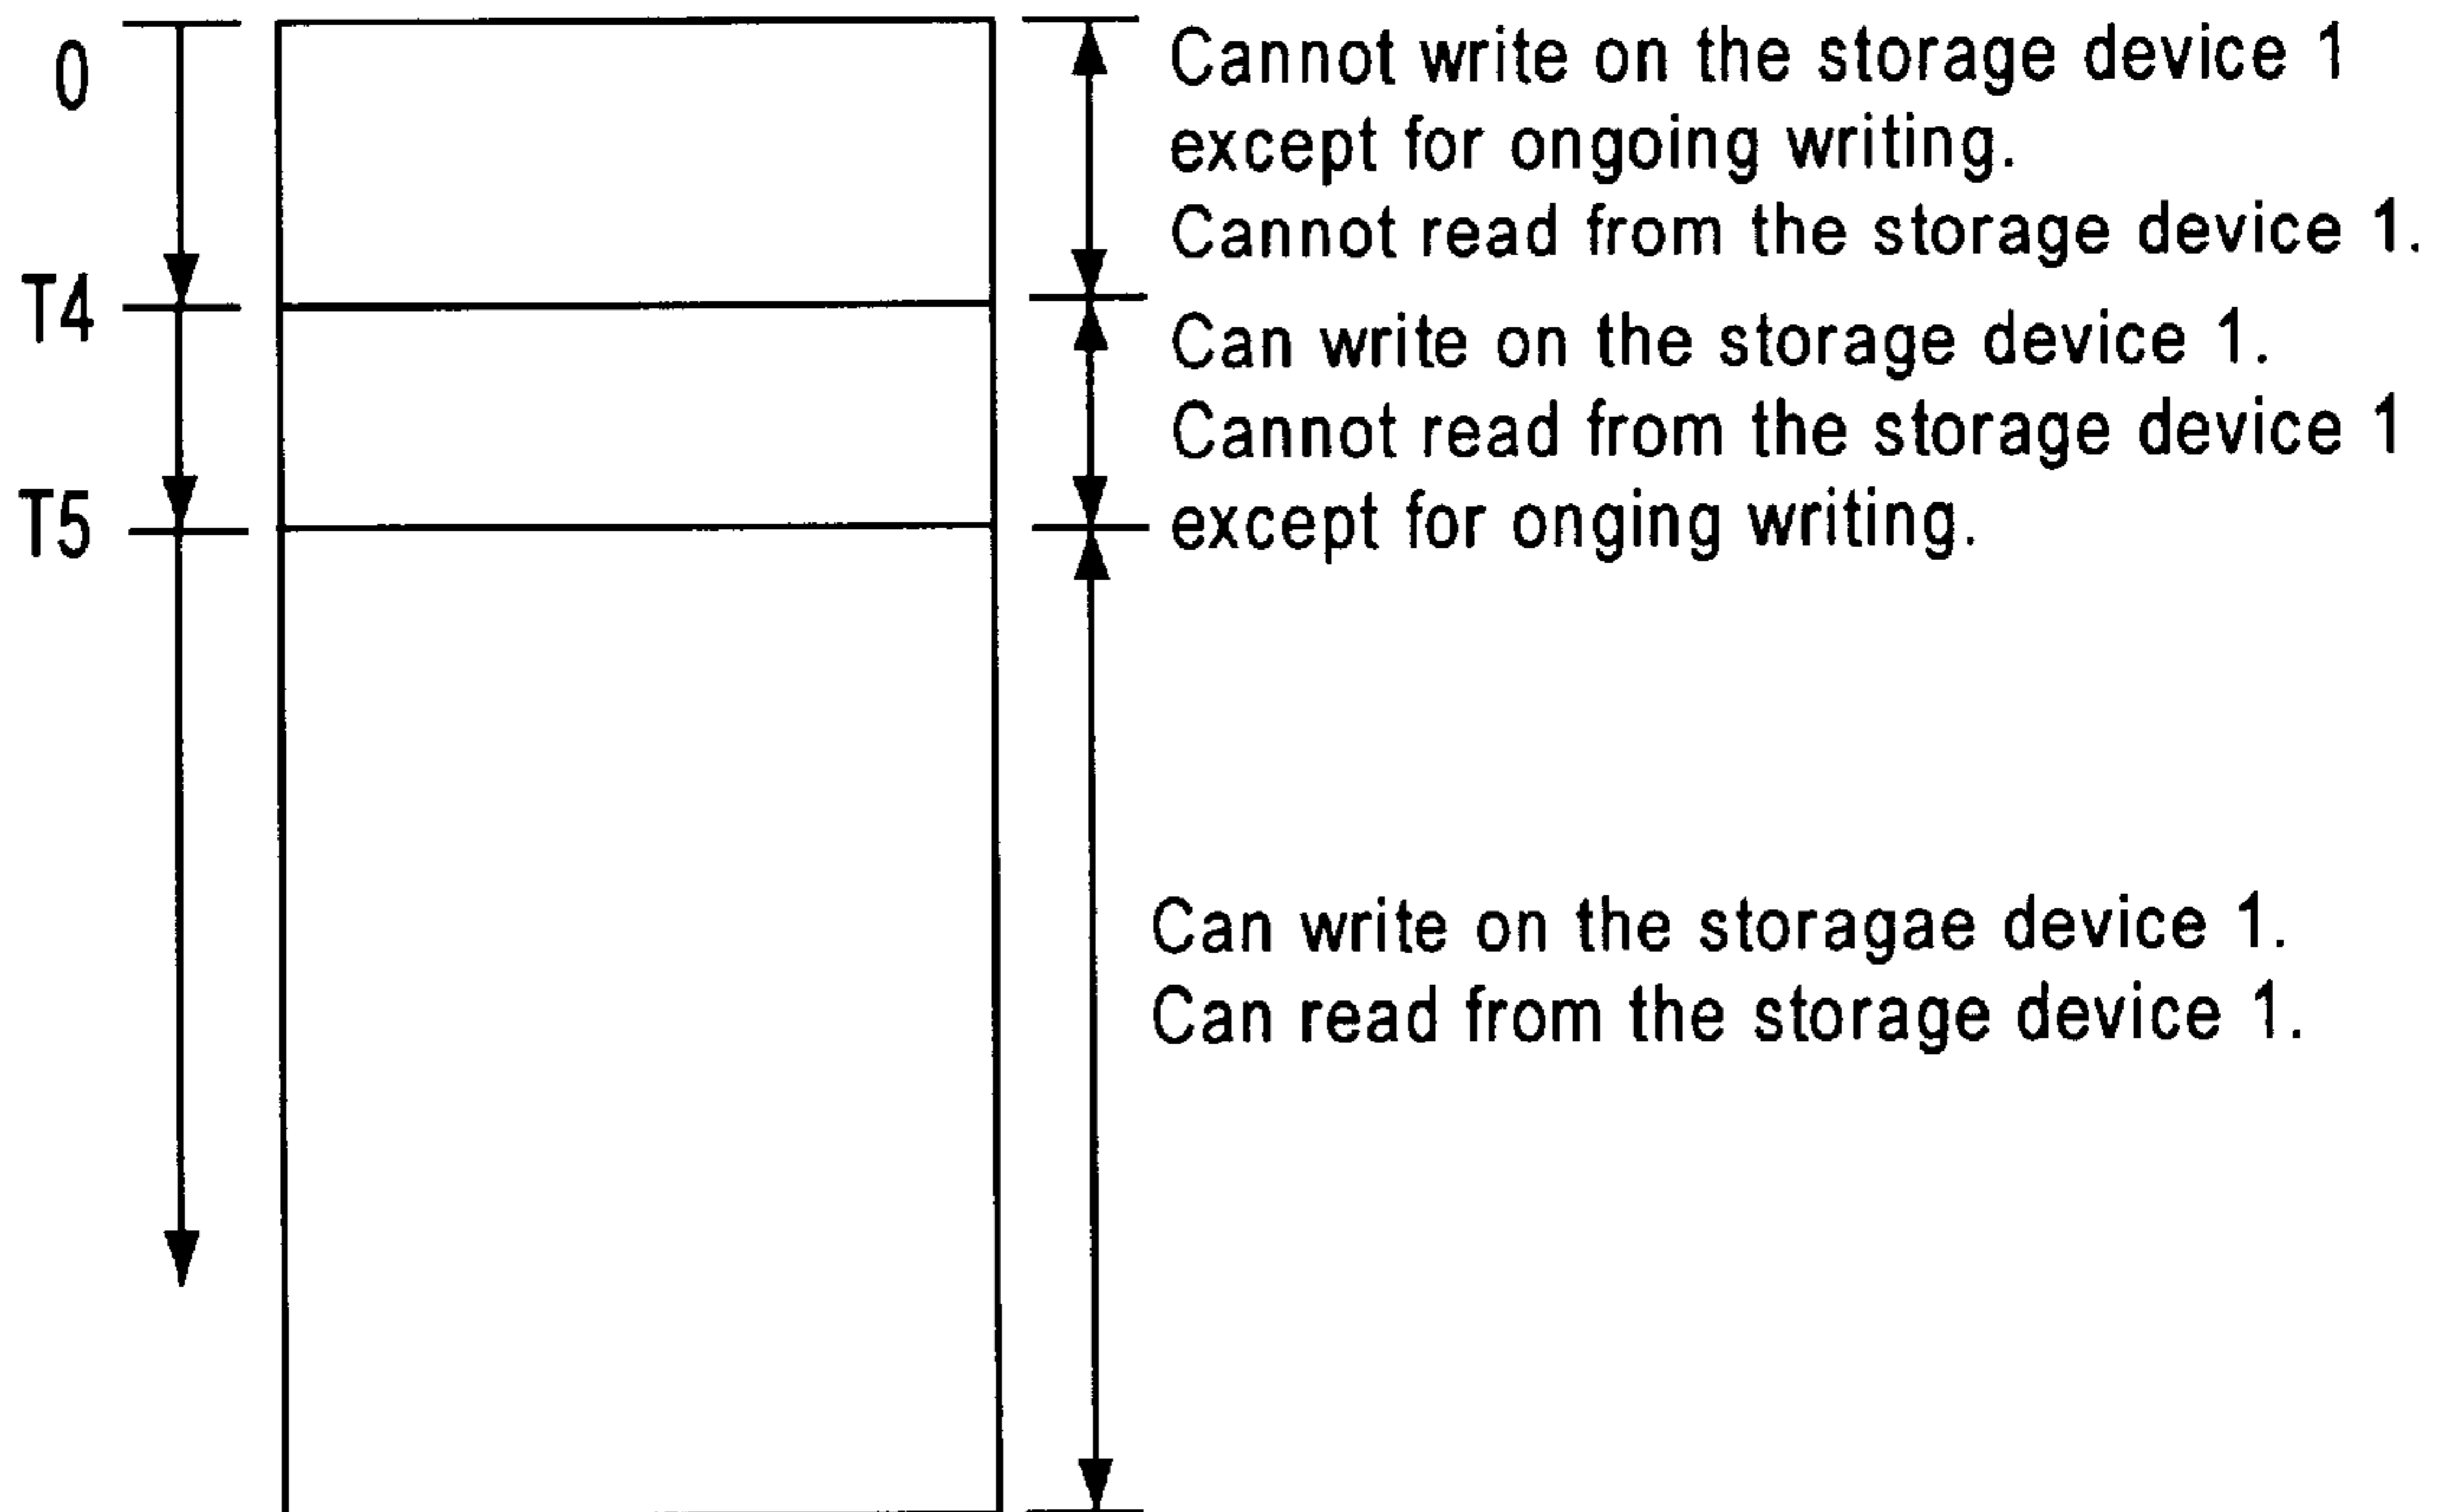 0
Cannot write on the storage device 1
except for ongoing writing.
Cannot read from the storage device 1.
T4
Can write on the storage device 1.
Cannot read from the storage device 1
T5
except for onging writing.
Can write on the storagae device 1.
Can read from the storage device 1.